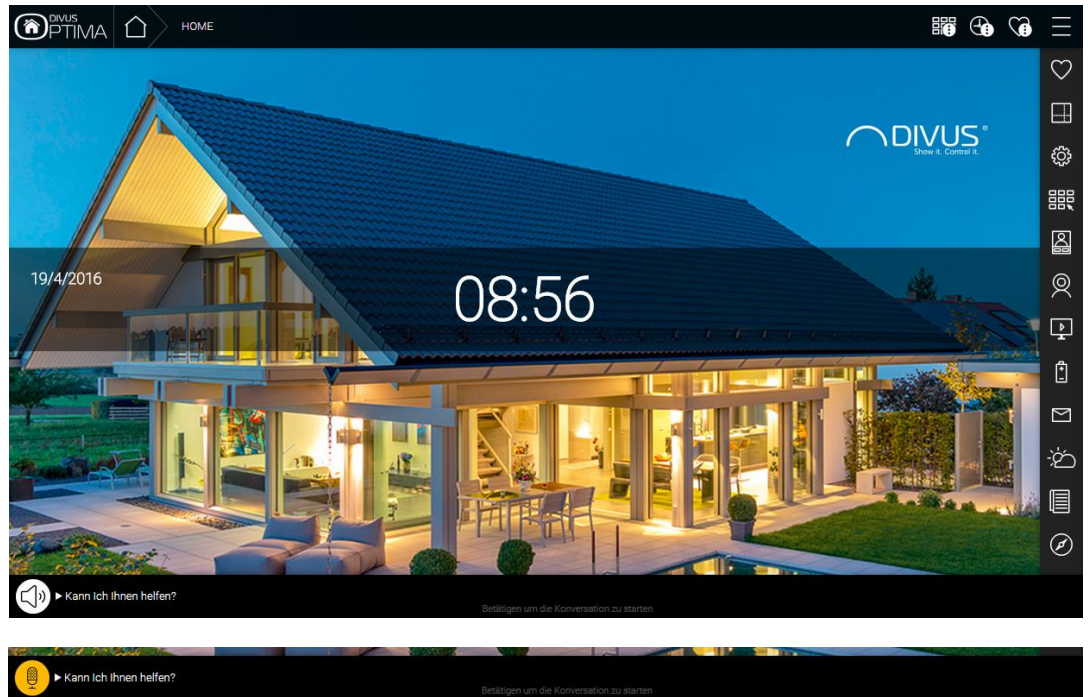 DIVUS
OPTIMA
HOME
DIVUS®
Show it. Control it.
19/4/2016
08:56
Kann Ich Ihnen helfen?
Betätigen um die Konversation zu starten
Kann Ich Ihnen helfen?
Betätigen um die Konversation zu starten